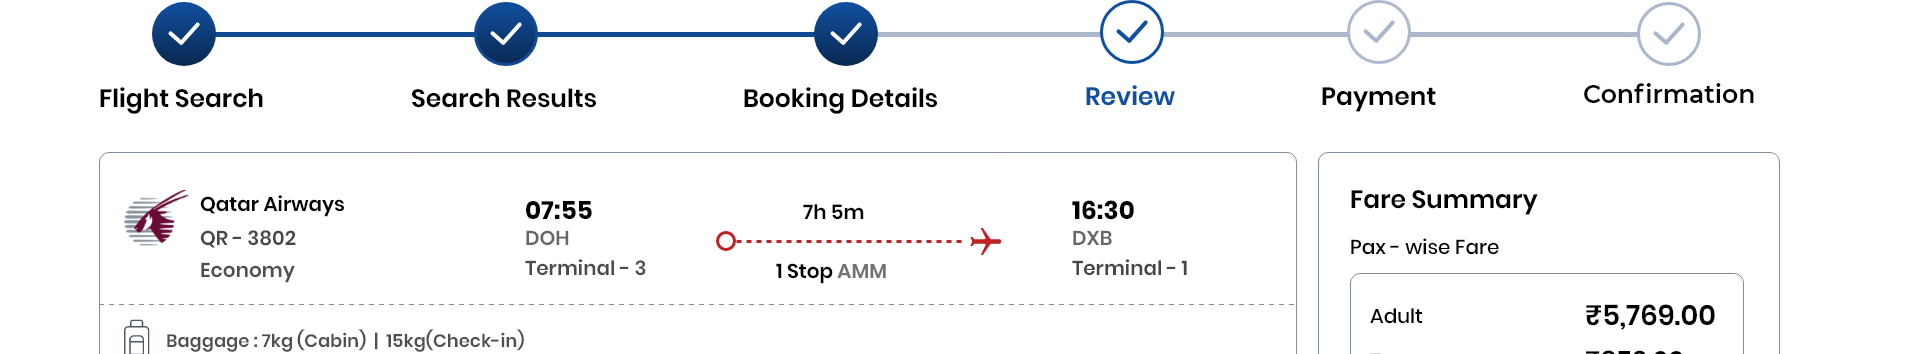 Flight Search
Search Results
Booking Details
Review
Payment
Confirmation
Qatar Airways
QR - 3802
Economy
07:55
DOH
Terminal - 3
7h 5m
1 Stop AMM
16:30
DXB
Terminal - 1
Baggage : 7kg (Cabin) | 15kg(Check-in)
Fare Summary
Pax - wise Fare
Adult ₹5,769.00